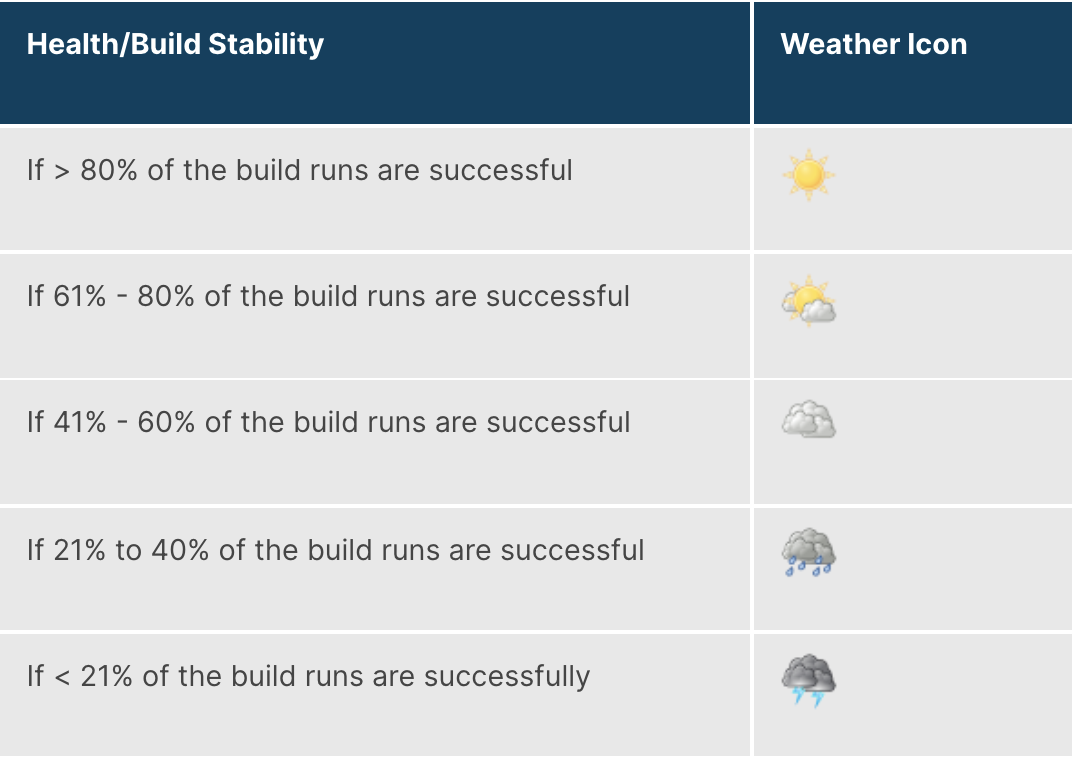 Health/Build Stability
Weather Icon
If > 80% of the build runs are successful
If 61% - 80% of the build runs are successful
If 41% - 60% of the build runs are successful
If 21% to 40% of the build runs are successful
If < 21% of the build runs are successfully